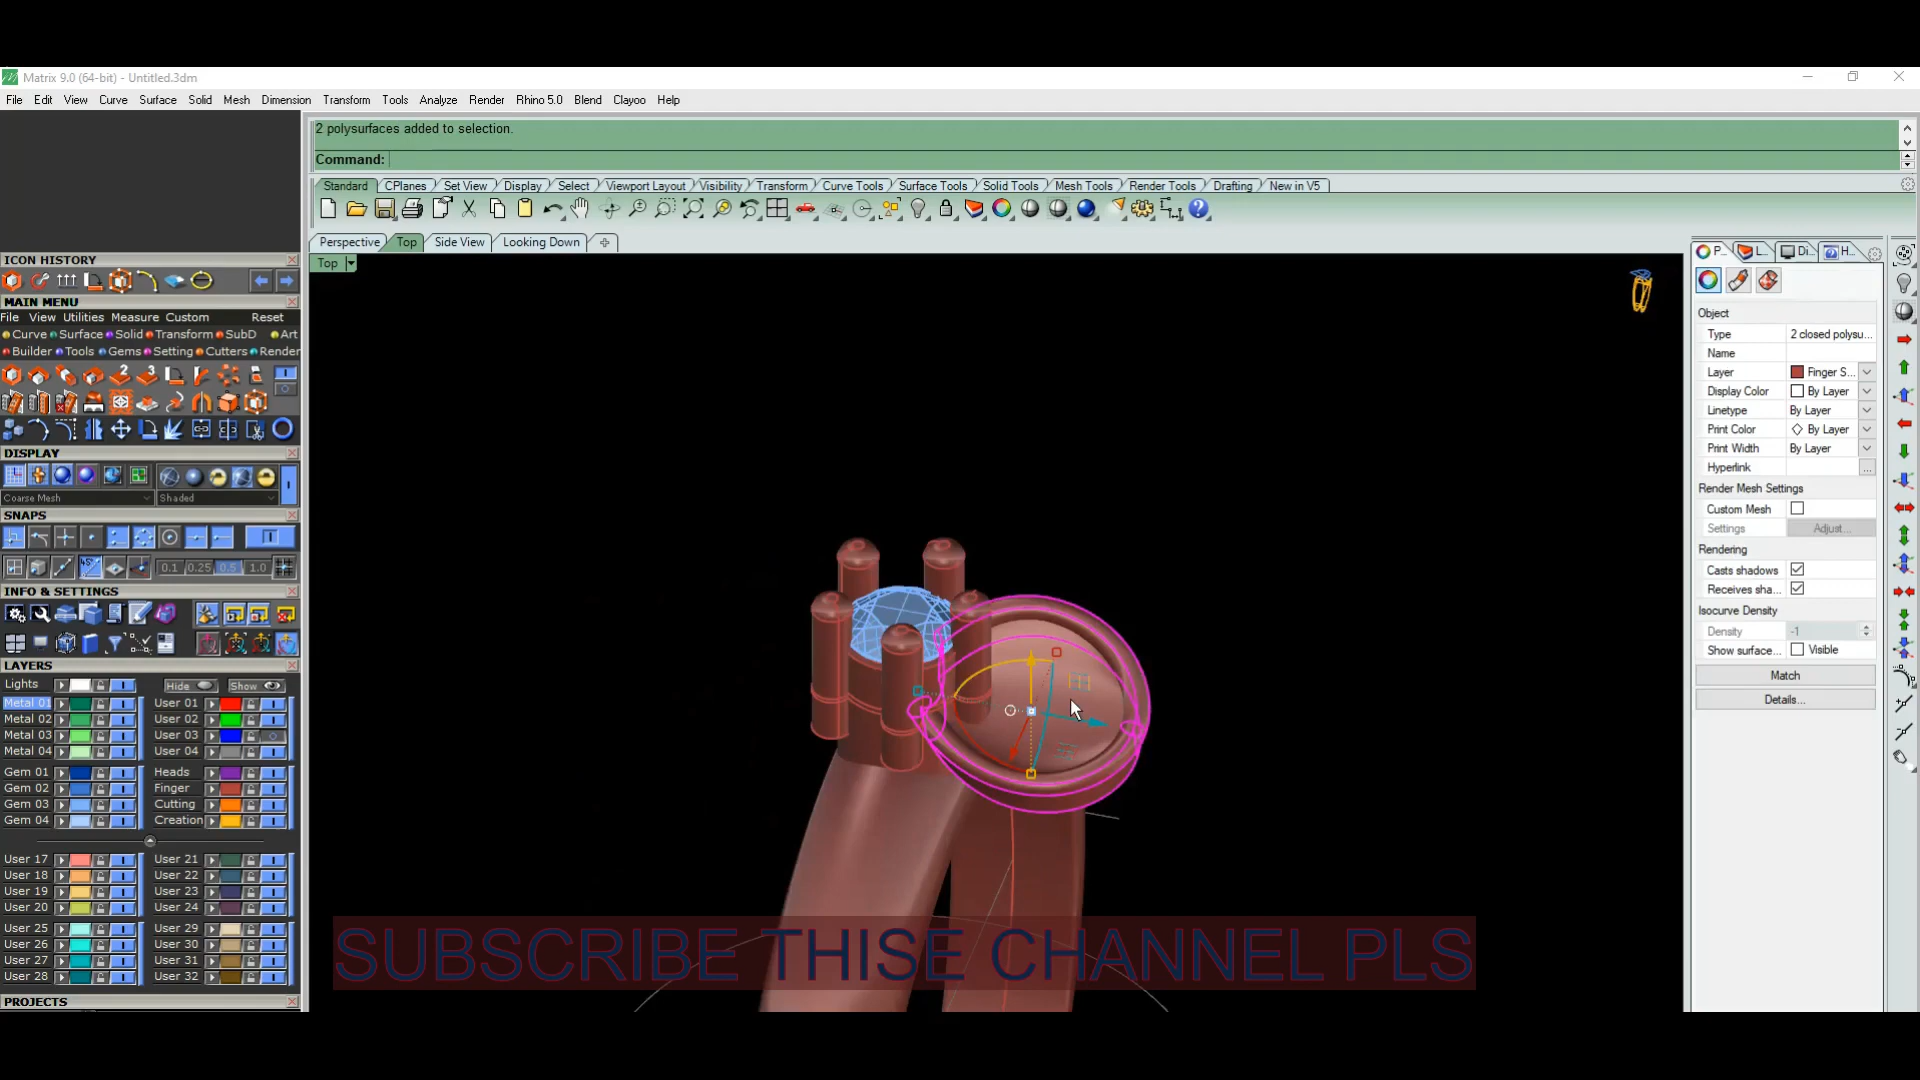 Matrix 9.0 (64-bit) - Untitled.3dm
File Edit View Curve Surface Solid Mesh Dimension Transform Tools Analyze Render Rhino 5.0 Blend Clayoo Help
2 polysurfaces added to selection.
Command:
Standard CPlanes Set View Display Select Viewport Layout Visibility Transform Curve Tools Surface Tools Solid Tools Mesh Tools Render Tools Drafting New in V5
Perspective Top Side View Looking Down
Top
ICON HISTORY
MAIN MENU
File View Utilities Measure Custom Reset
Curve Surface Solid Transform SubD Art
Builder Tools Gems Setting Cutters Render
2 3
DISPLAY
Coarse Mesh Shaded
SNAPS
0.1 0.25 0.5 1.0
INFO & SETTINGS
LAYERS
Lights Hide Show
Metal 01 User 01
Metal 02 User 02
Metal 03 User 03
Metal 04 User 04
Gem 01 Heads
Gem 02 Finger
Gem 03 Cutting
Gem 04 Creation
User 17 User 21
User 18 User 22
User 19 User 23
User 20 User 24
User 25 User 29
User 26 User 30
User 27 User 31
User 28 User 32
PROJECTS
P... L... Di... H...
Object
Type 2 closed polysu...
Name
Layer Finger S...
Display Color By Layer
Linetype By Layer
Print Color By Layer
Print Width By Layer
Hyperlink ...
Render Mesh Settings
Custom Mesh
Settings Adjust...
Rendering
Casts shadows
Receives sha...
Isocurve Density
Density -1
Show surface... Visible
Match
Details...
SUBSCRIBE THISE CHANNEL PLS